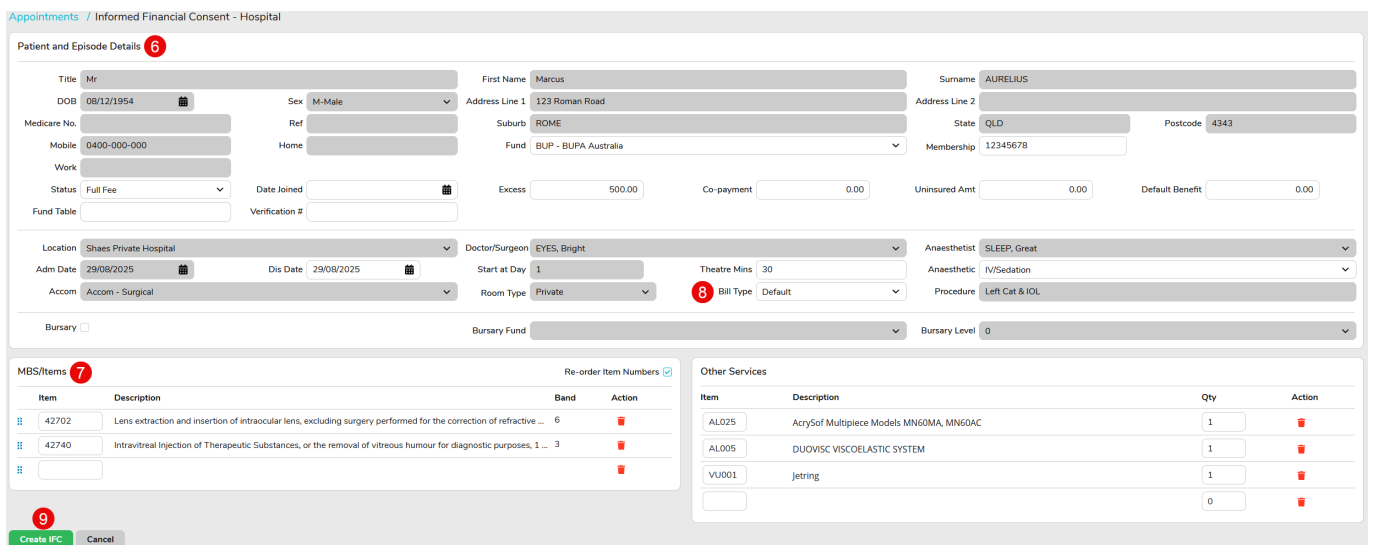 Appointments / Informed Financial Consent - Hospital
Patient and Episode Details 6
Title Mr First Name Marcus Surname AURELIUS
DOB 08/12/1954 Sex M-Male Address Line 1 123 Roman Road Address Line 2
Medicare No. Ref Suburb ROME State QLD Postcode 4343
Mobile 0400-000-000 Home Fund BUP - BUPA Australia Membership 12345678
Work
Status Full Fee Date Joined Excess 500.00 Co-payment 0.00 Uninsured Amt 0.00 Default Benefit 0.00
Fund Table Verification #
Location Shaes Private Hospital Doctor/Surgeon EYES, Bright Anaesthetist SLEEP, Great
Adm Date 29/08/2025 Dis Date 29/08/2025 Start at Day 1 Theatre Mins 30 Anaesthetic IV/Sedation
Accom Accom - Surgical Room Type Private 8 Bill Type Default Procedure Left Cat & IOL
Bursary Bursary Fund Bursary Level 0
MBS/Items 7 Re-order Item Numbers
Item Description Band Action
42702 Lens extraction and insertion of intraocular lens, excluding surgery performed for the correction of refractive ... 6
42740 Intravitreal Injection of Therapeutic Substances, or the removal of vitreous humour for diagnostic purposes, 1 ... 3
Other Services
Item Description Qty Action
AL025 AcrySof Multipiece Models MN60MA, MN60AC 1
AL005 DUOVISC VISCOELASTIC SYSTEM 1
VU001 Jetring 1
0
9
Create IFC Cancel